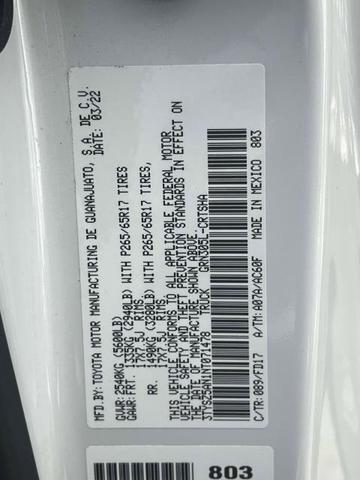 MFD BY: TOYOTA MOTOR MANUFACTURING DE GUANAJUATO, S.A. DE C.V.
DATE: 03/22
GVWR: 2540KG (5600LB)
GAWR: FRT. 1335KG (2940LB) WITH P265/65R17 TIRES
17X7.5J RIMS,
RR. 1490KG (3280LB) WITH P265/65R17 TIRES,
17X7.5J RIMS,
THIS VEHICLE CONFORMS TO ALL APPLICABLE FEDERAL MOTOR
VEHICLE SAFETY AND THEFT PREVENTION STANDARDS IN EFFECT ON
THE DATE OF MANUFACTURE SHOWN ABOVE.
3TYSZ5AN1NT071478 TRUCK GRN305L-CRTSHA
C/TR: 089/FD17 A/TM: A07A/AC60F MADE IN MEXICO 803
803